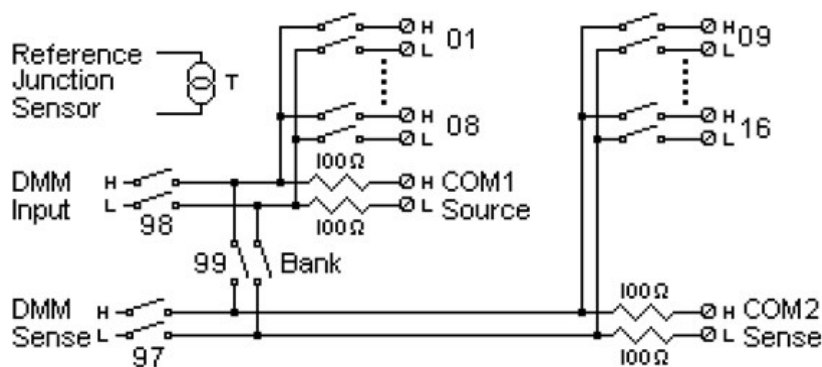 Reference
Junction
Sensor
T
H
L
01
H
L
08
H
L
09
H
L
16
DMM
Input
H
L
98
100Ω
100Ω
H
L
COM1
Source
99
Bank
DMM
Sense
H
L
97
100Ω
100Ω
H
L
COM2
Sense